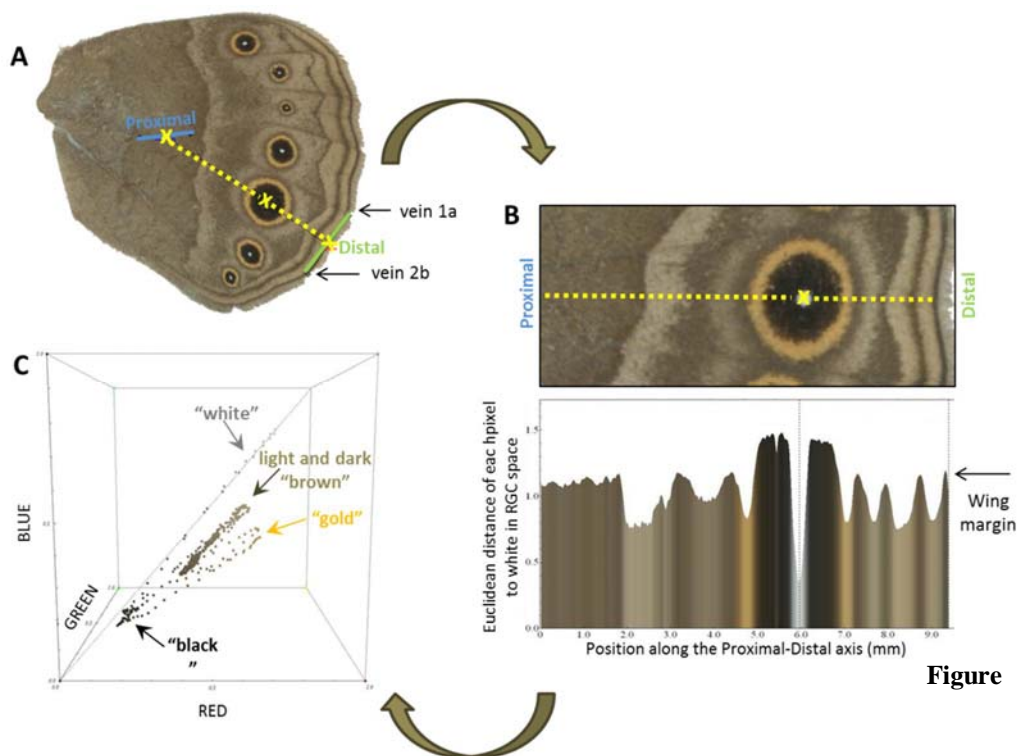 A
Proximal
vein 1a
Distal
vein 2b
B
Proximal
Distal
Euclidean distance of eac hpixel
to white in RGC space
1.5
1.0
0.5
0.0
0
1.0
2.0
3.0
4.0
5.0
6.0
7.0
8.0
9.0
Position along the Proximal-Distal axis (mm)
Wing
margin
C
"white"
light and dark
"brown"
"gold"
"black
"
BLUE
GREEN
RED
Figure